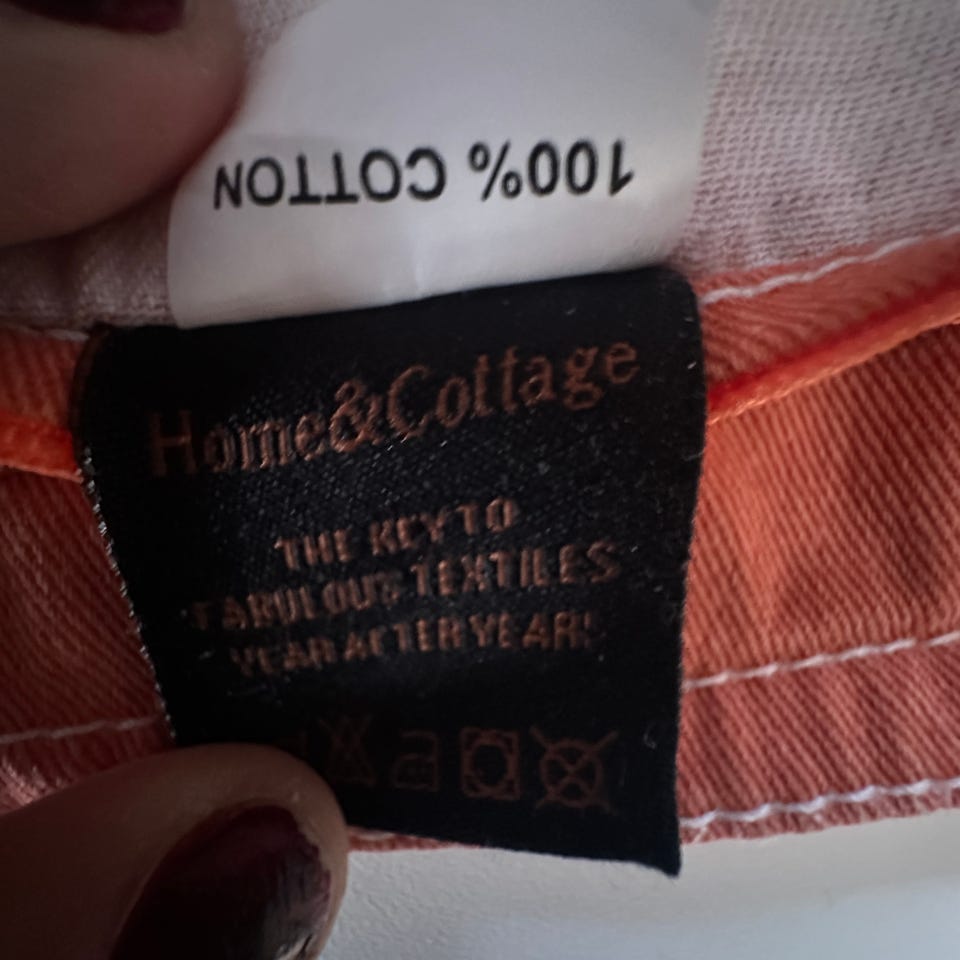 100% COTTON
Home&Cottage
THE KEY TO
FABULOUS TEXTILES
YEAR AFTER YEAR!